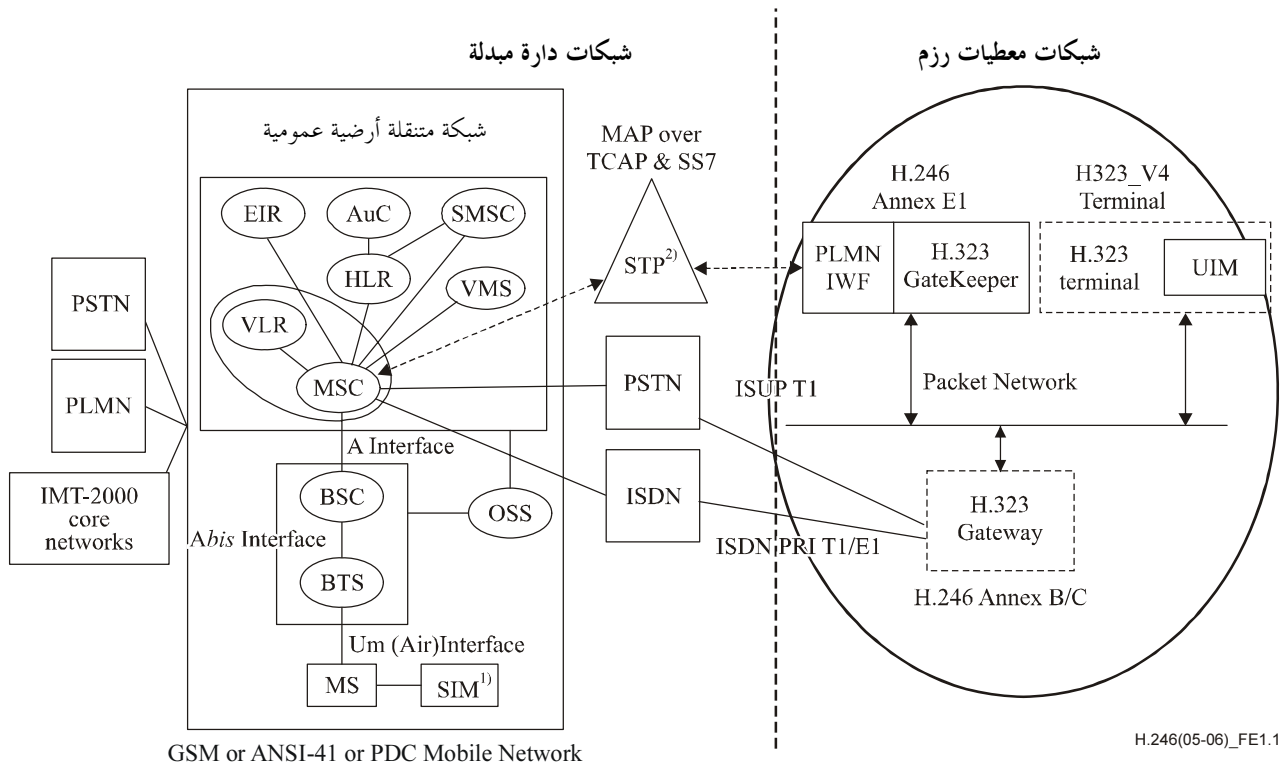 شبكات دارة مبدلة
شبكات معطيات رزم
شبكة متنقلة أرضية عمومية
MAP over
TCAP & SS7
H.246
Annex E1
H323_V4
Terminal
EIR
AuC
SMSC
HLR
VMS
VLR
MSC
STP2)
PLMN
IWF
H.323
GateKeeper
H.323
terminal
UIM
PSTN
PLMN
IMT-2000
core
networks
PSTN
ISUP T1
Packet Network
A Interface
BSC
OSS
ISDN
Abis Interface
BTS
ISDN PRI T1/E1
H.323
Gateway
H.246 Annex B/C
Um (Air)Interface
MS
SIM1)
GSM or ANSI-41 or PDC Mobile Network
H.246(05-06)_FE1.1